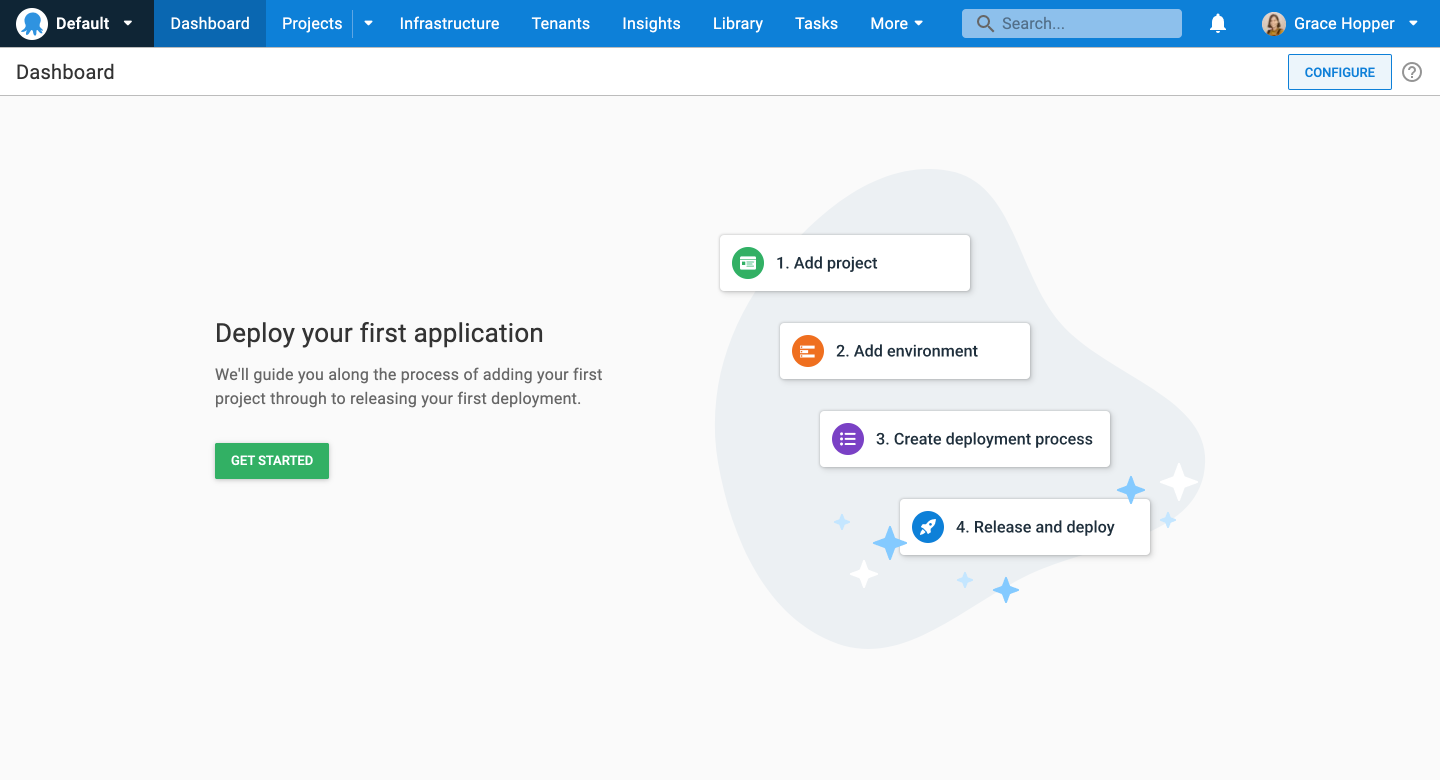 Default Dashboard Projects Infrastructure Tenants Insights Library Tasks More Search... Grace Hopper
Dashboard CONFIGURE ?
1. Add project
2. Add environment
Deploy your first application
We'll guide you along the process of adding your first
project through to releasing your first deployment.
3. Create deployment process
GET STARTED
4. Release and deploy